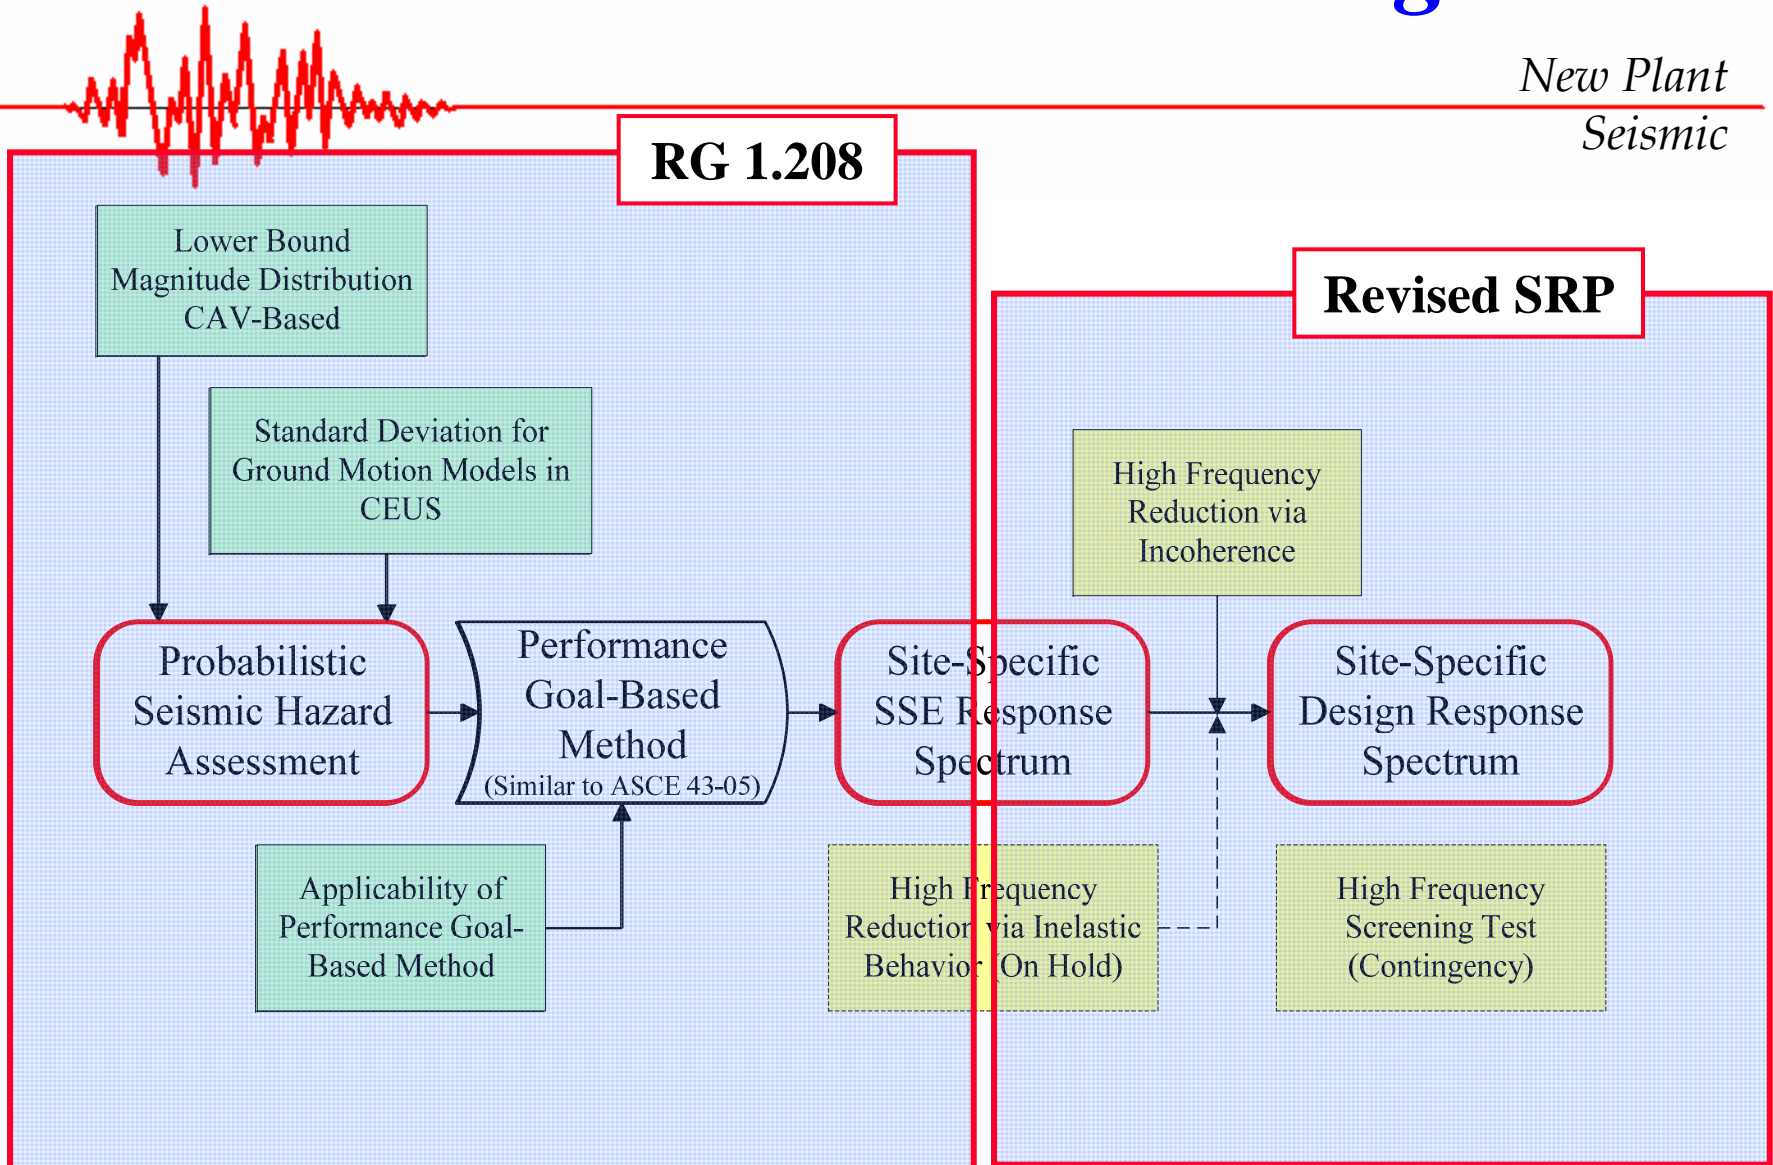 New Plant
Seismic
RG 1.208
Lower Bound
Magnitude Distribution
CAV-Based
Standard Deviation for
Ground Motion Models in
CEUS
Probabilistic
Seismic Hazard
Assessment
Performance
Goal-Based
Method
(Similar to ASCE 43-05)
Applicability of
Performance Goal-
Based Method
Revised SRP
High Frequency
Reduction via
Incoherence
Site-Specific
SSE Response
Spectrum
Site-Specific
Design Response
Spectrum
High Frequency
Reduction via Inelastic
Behavior (On Hold)
High Frequency
Screening Test
(Contingency)